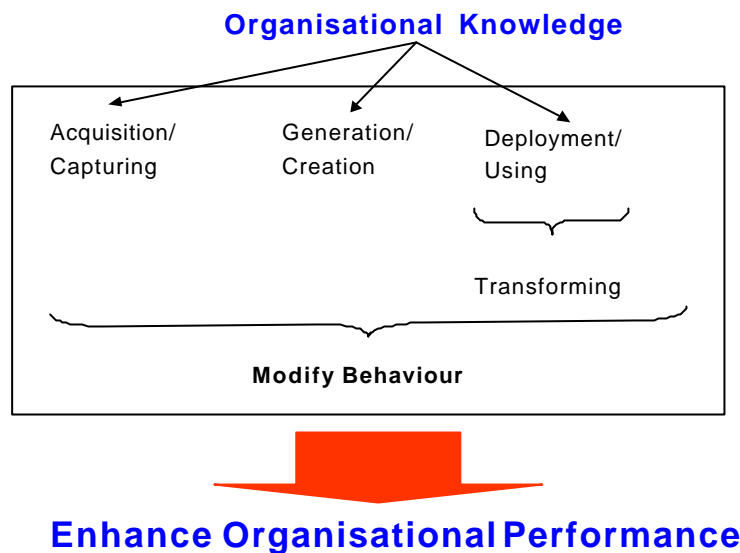 Organisational Knowledge
Acquisition/
Capturing
Generation/
Creation
Deployment/
Using
Transforming
Modify Behaviour
Enhance Organisational Performance